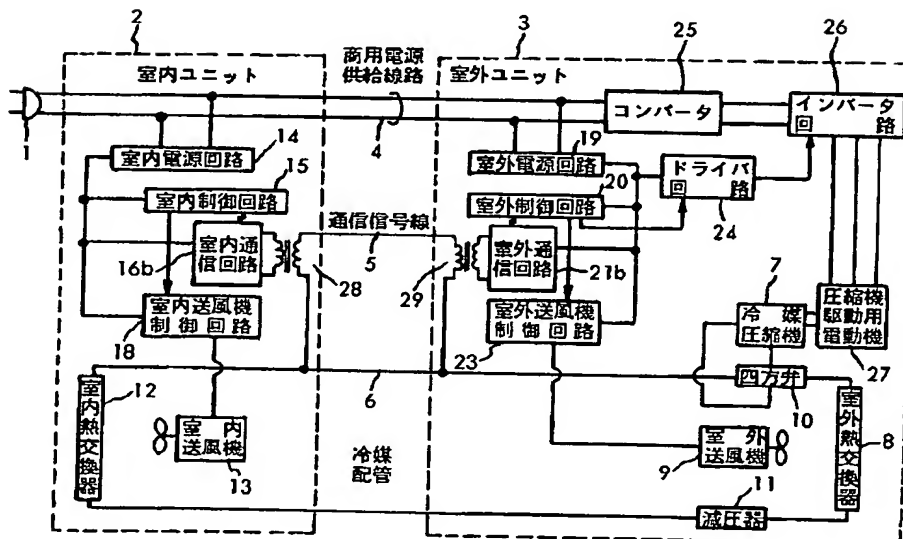 2
室内ユニット
商用電源
供給線路
3
室外ユニット
25
26
コンバータ
インバータ
回路
1
4
室内電源回路
14
15
室内制御回路
室内通
信回路
16b
通信信号線
5
28
29
室外電源回路
19
20
室外制御回路
室外通
信回路
21b
ドライバ
回路
24
室内送風機
制御回路
18
室外送風機
制御回路
23
7
冷媒
圧縮機
圧縮機
駆動用
電動機
27
四方弁
10
12
室内熱交換器
6
室内
送風機
13
冷媒
配管
室外
送風機
9
室外熱交換器
8
11
減圧器